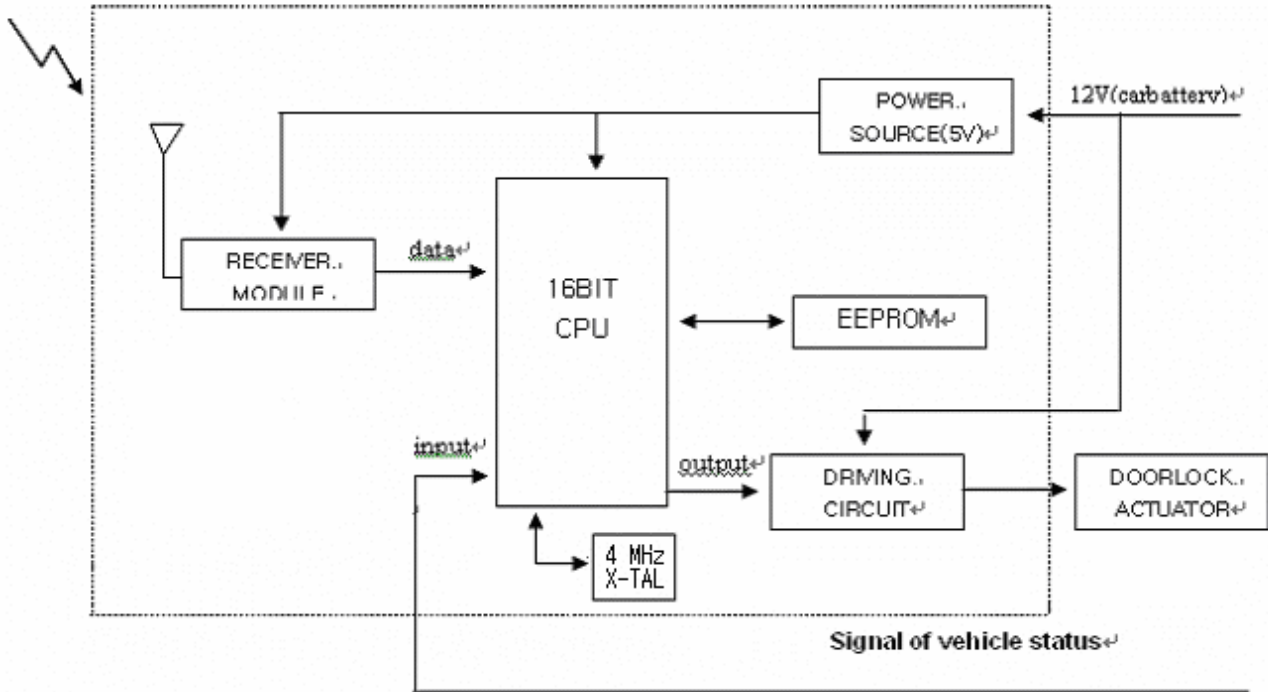 POWER..
SOURCE(5V)↵
12V(carbatterv)↵
RECEIVER..
MODULE.
data↵
16BIT
CPU
EEPROM↵
input↵
output↵
DRIVING..
CIRCUIT↵
DOORLOCK..
ACTUATOR↵
4 MHz
X-TAL
Signal of vehicle status↵